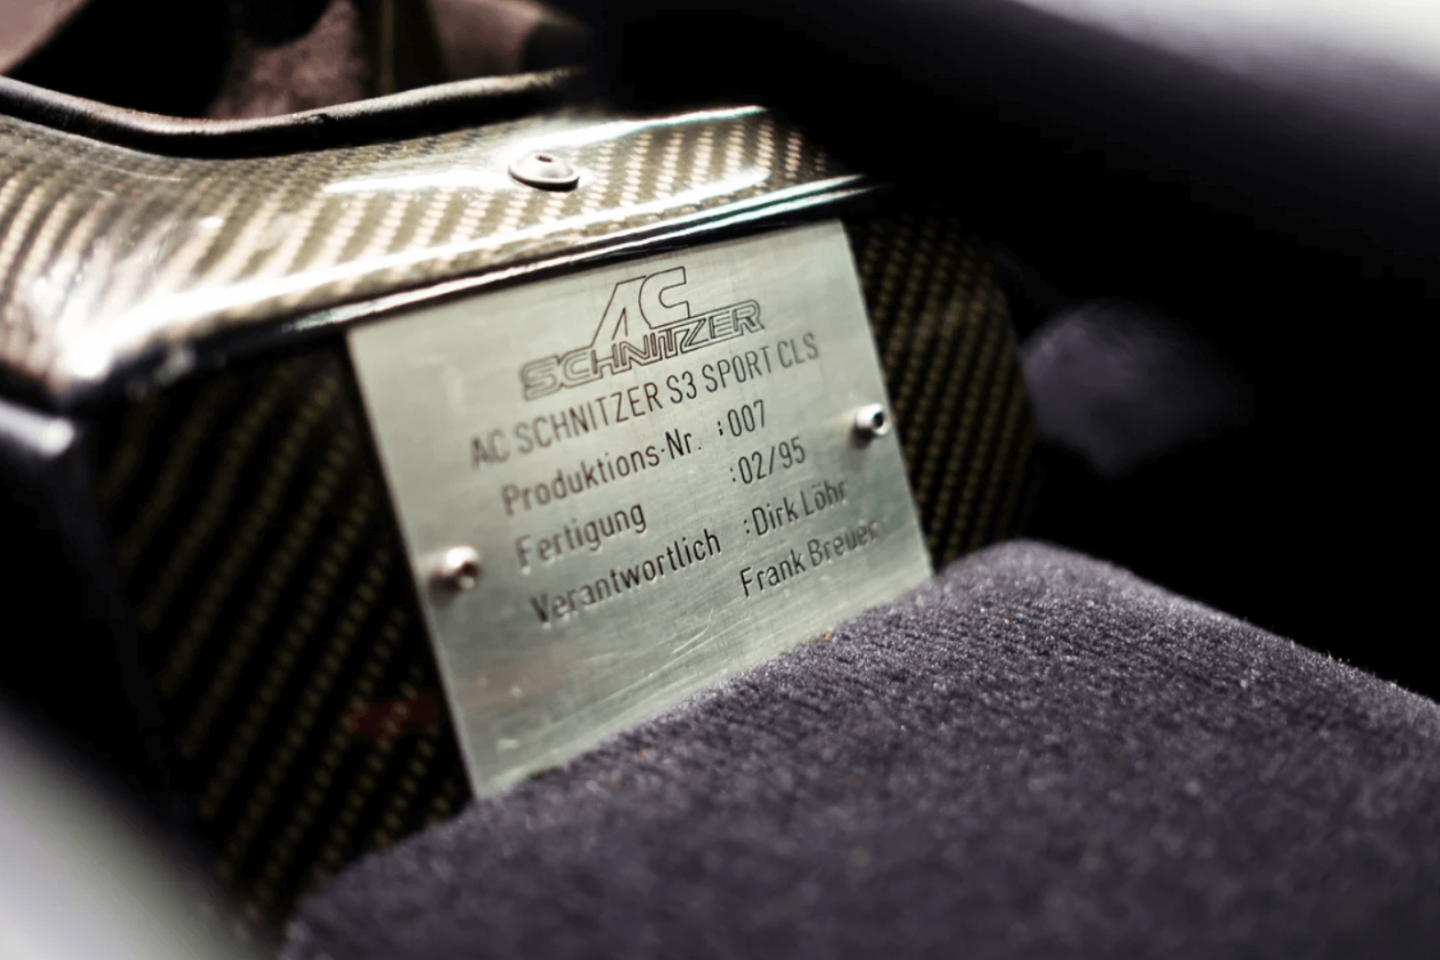 AC
SCHNITZER
AC SCHNITZER S3 SPORT CLS
Produktions-Nr. :007
Fertigung :02/95
Verantwortlich :Dirk Löhr
Frank Breuer